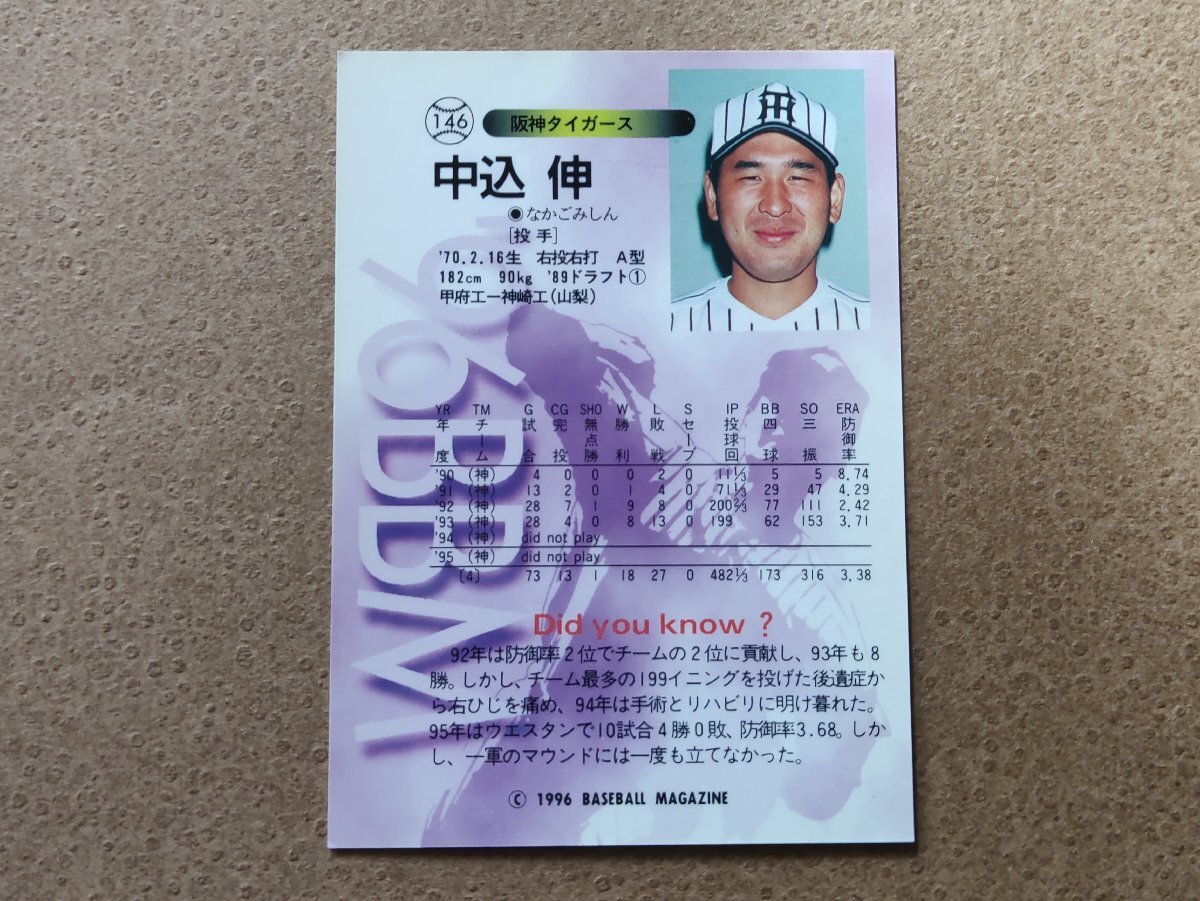 146
阪神タイガース
中込 伸
●なかごみしん
[投手]
'70.2.16生 右投右打 A型
182cm 90kg '89ドラフト①
甲府工ー神崎工(山梨)
'96BBM
YR TM G CG SHO W L S IP BB SO ERA
年度 チーム 試合 完投 無点勝 勝利 敗戦 セーブ 投球回 四球 三振 防御率
'90 (神) 4 0 0 0 2 0 11 1/3 5 5 8.74
'91 (神) 13 2 0 1 4 0 71 1/3 29 47 4.29
'92 (神) 28 7 1 9 8 0 200 2/3 77 111 2.42
'93 (神) 28 4 0 8 13 0 199 62 153 3.71
'94 (神) did not play
'95 (神) did not play
〔4〕 73 13 1 18 27 0 482 1/3 173 316 3.38
Did you know ?
92年は防御率2位でチームの2位に貢献し、93年も8
勝。しかし、チーム最多の199イニングを投げた後遺症か
ら右ひじを痛め、94年は手術とリハビリに明け暮れた。
95年はウエスタンで10試合4勝0敗、防御率3.68。しか
し、一軍のマウンドには一度も立てなかった。
© 1996 BASEBALL MAGAZINE